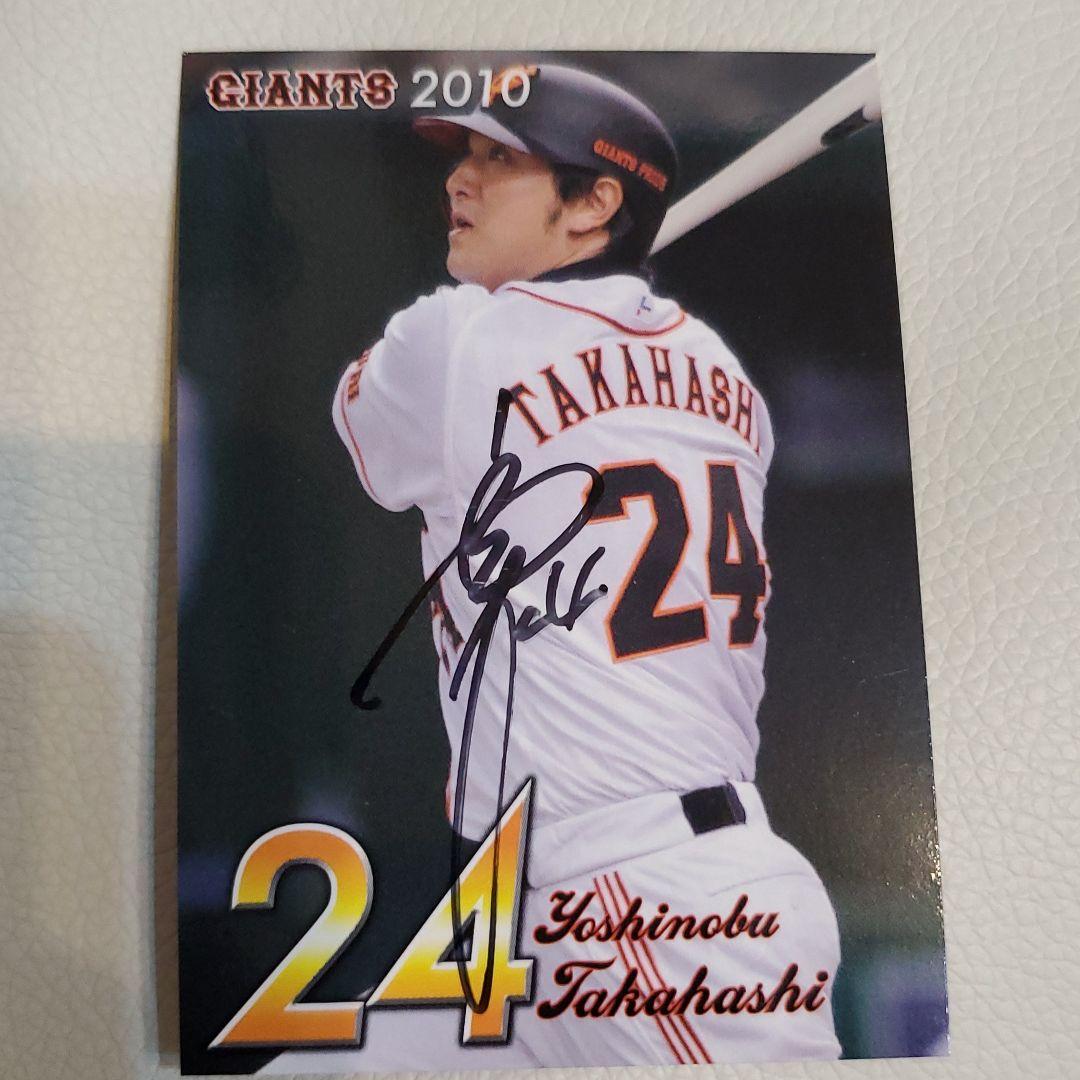 GIANTS 2010
GIANTS PRIDE
TAKAHASHI
24
24
Yoshinobu
Takahashi